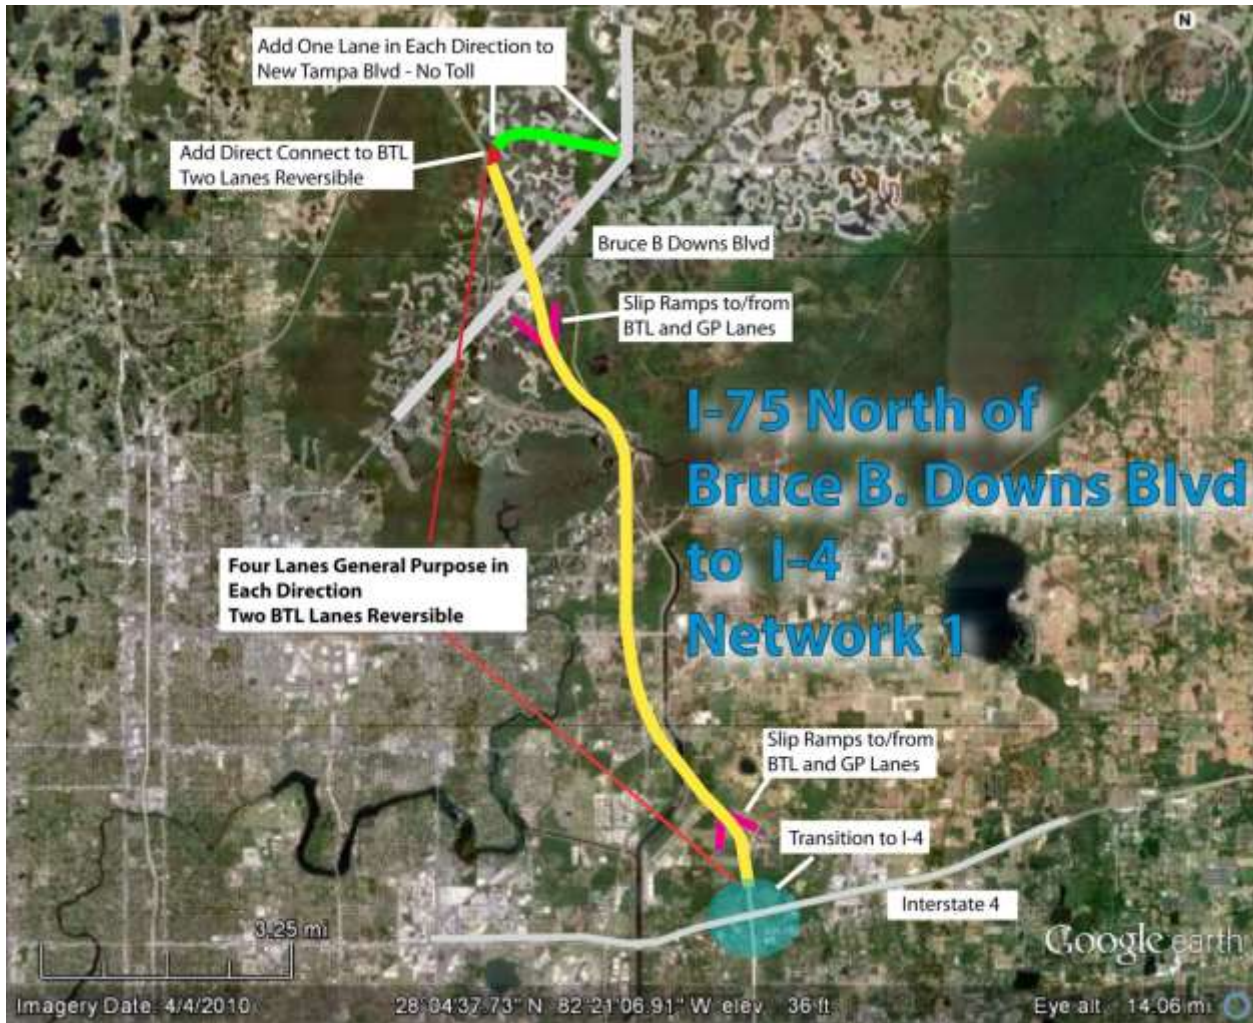 N
Add One Lane in Each Direction to
New Tampa Blvd - No Toll
Add Direct Connect to BTL
Two Lanes Reversible
Bruce B Downs Blvd
Slip Ramps to/from
BTL and GP Lanes
I-75 North of
Bruce B. Downs Blvd
to I-4
Network 1
Four Lanes General Purpose in
Each Direction
Two BTL Lanes Reversible
Slip Ramps to/from
BTL and GP Lanes
Transition to I-4
Interstate 4
3.25 mi
Google earth
Imagery Date: 4/4/2010 28°04'37.73" N 82°21'06.91" W elev 36 ft Eye alt 14.06 mi